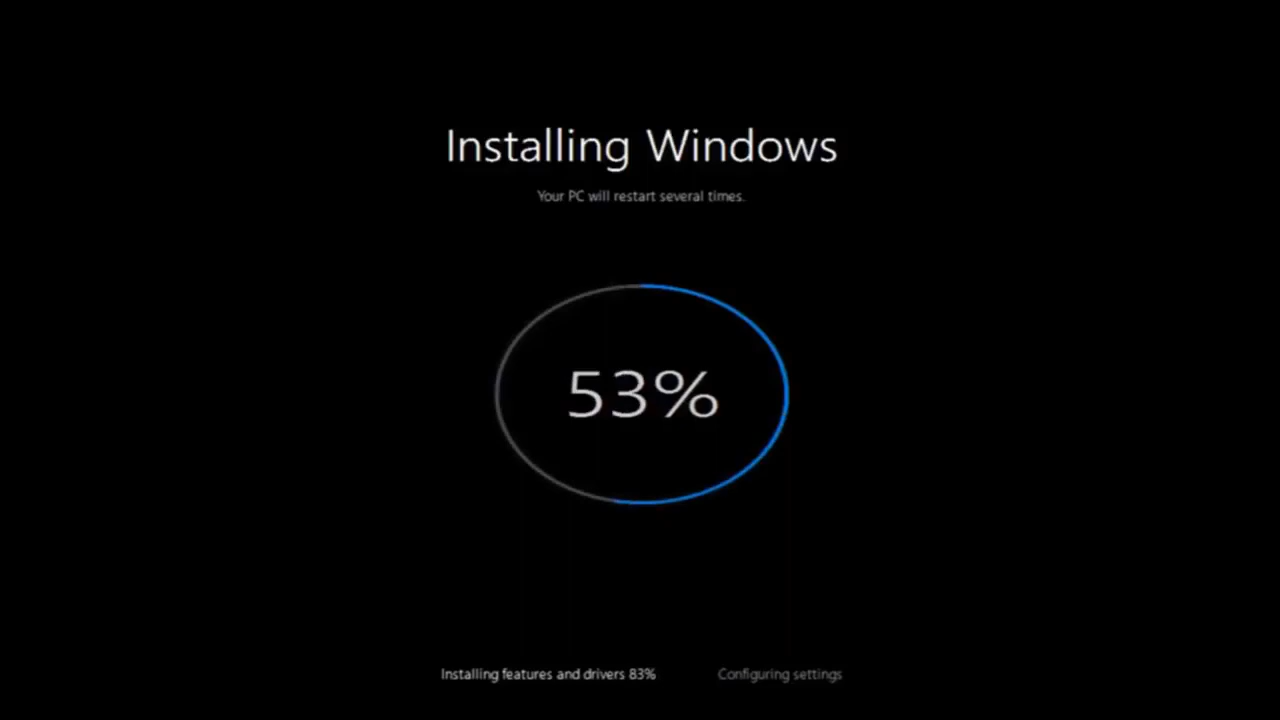 Installing Windows
Your PC will restart several times.
53%
Installing features and drivers 83%
Configuring settings